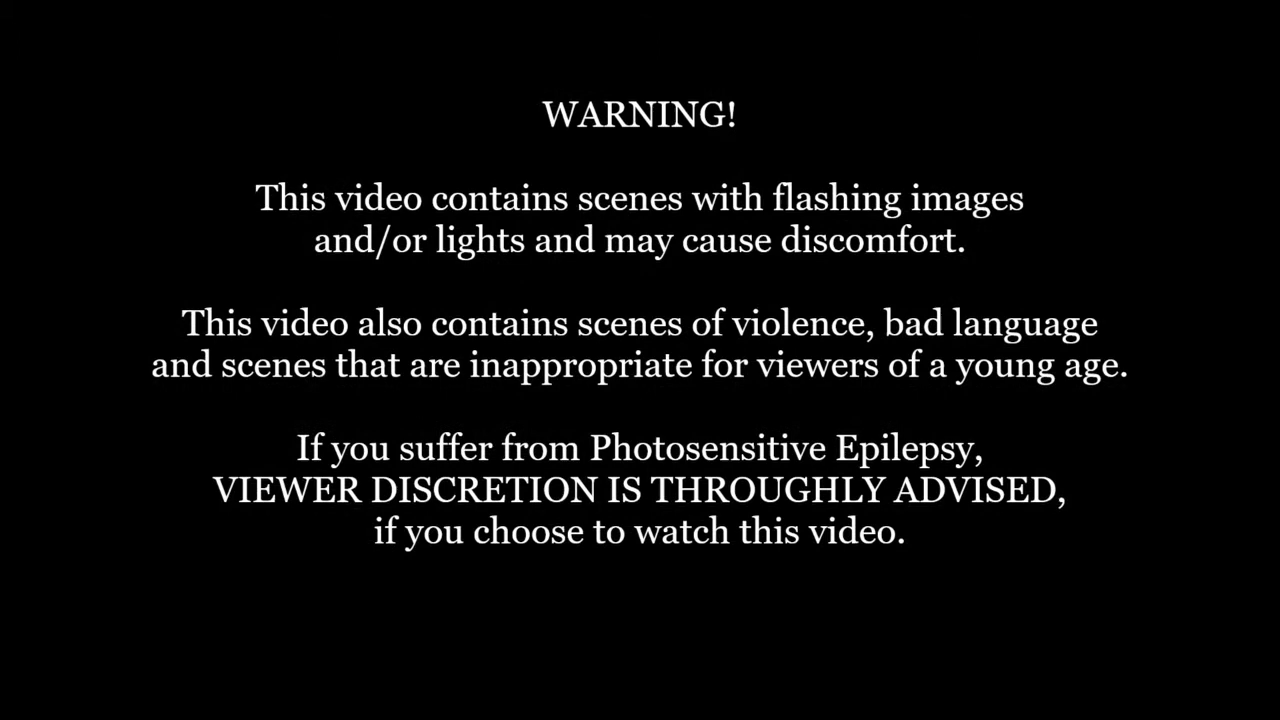 WARNING!
This video contains scenes with flashing images
and/or lights and may cause discomfort.
This video also contains scenes of violence, bad language
and scenes that are inappropriate for viewers of a young age.
If you suffer from Photosensitive Epilepsy,
VIEWER DISCRETION IS THROUGHLY ADVISED,
if you choose to watch this video.